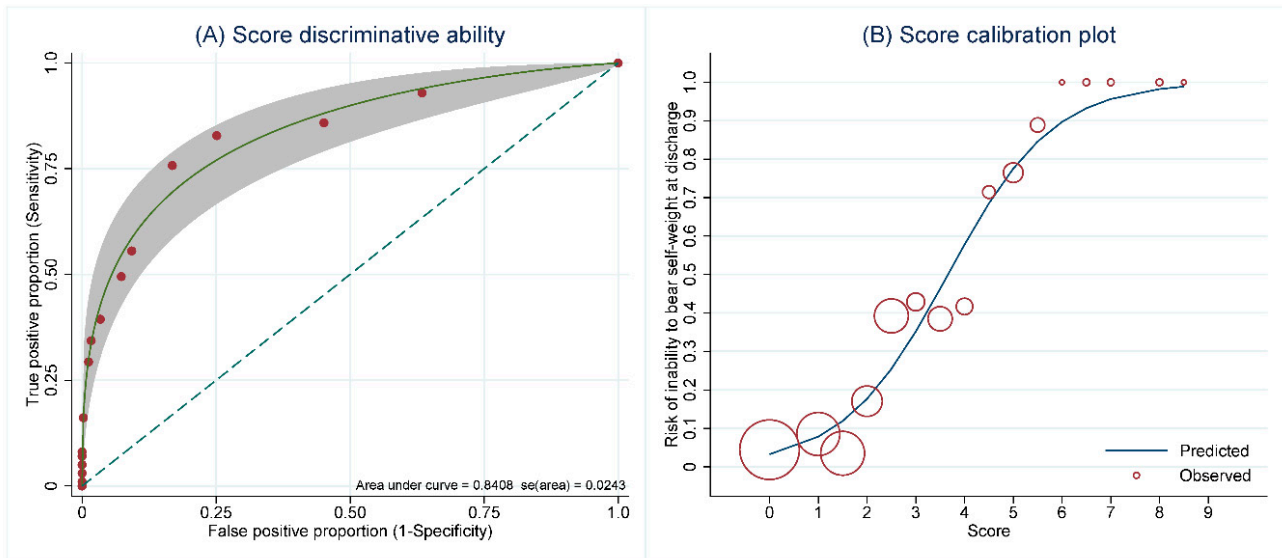 (A) Score discriminative ability
True positive proportion (Sensitivity)
1.0
0.75
0.50
0.25
0
Area under curve = 0.8408 se(area) = 0.0243
0
0.25
0.50
0.75
1.0
False positive proportion (1-Specificity)
(B) Score calibration plot
Risk of inability to bear self-weight at discharge
1.0
0.9
0.8
0.7
0.6
0.5
0.4
0.3
0.2
0.1
0
Predicted
Observed
0 1 2 3 4 5 6 7 8 9
Score